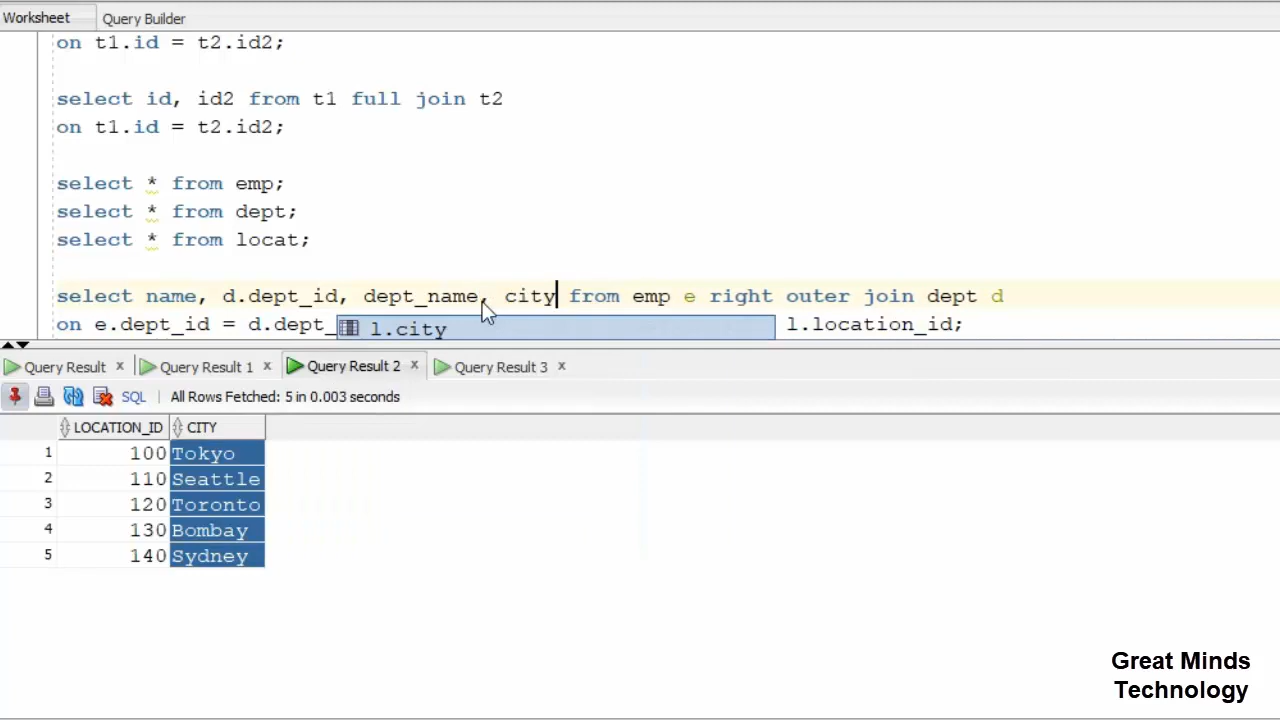 Worksheet Query Builder
on t1.id = t2.id2;
select id, id2 from t1 full join t2
on t1.id = t2.id2;
select * from emp;
select * from dept;
select * from locat;
select name, d.dept_id, dept_name, city from emp e right outer join dept d
on e.dept_id = d.dept_ l.location_id;
l.city
Query Result × Query Result 1 × Query Result 2 × Query Result 3 ×
SQL | All Rows Fetched: 5 in 0.003 seconds
LOCATION_ID CITY
1 100 Tokyo
2 110 Seattle
3 120 Toronto
4 130 Bombay
5 140 Sydney
Great Minds
Technology